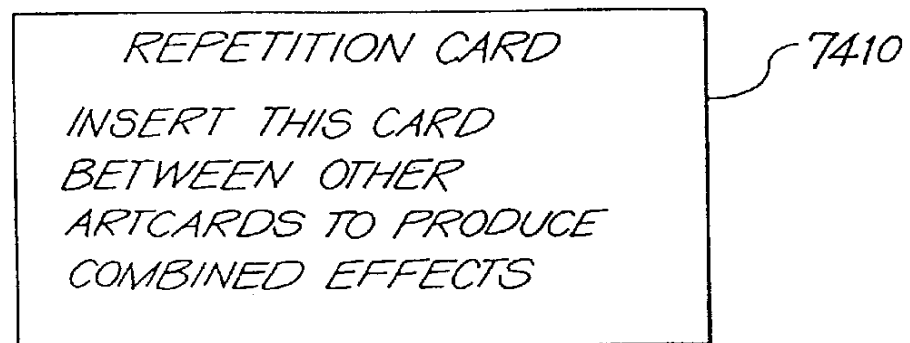 REPETITION CARD
7410
INSERT THIS CARD
BETWEEN OTHER
ARTCARDS TO PRODUCE
COMBINED EFFECTS